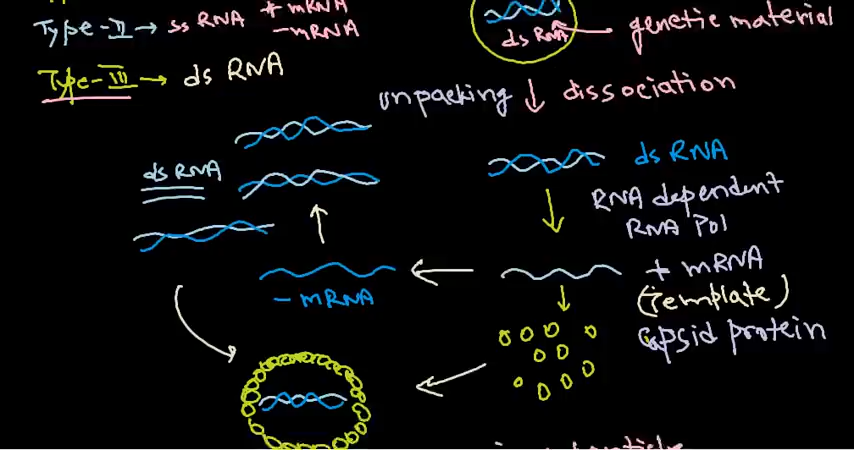 Type-II → ss RNA + mRNA
- mRNA
Type-III → ds RNA
ds RNA
genetic material
unpacking ↓ dissociation
ds RNA
ds RNA
RNA dependent
RNA Pol
+ mRNA
(Template)
- mRNA
capsid protein